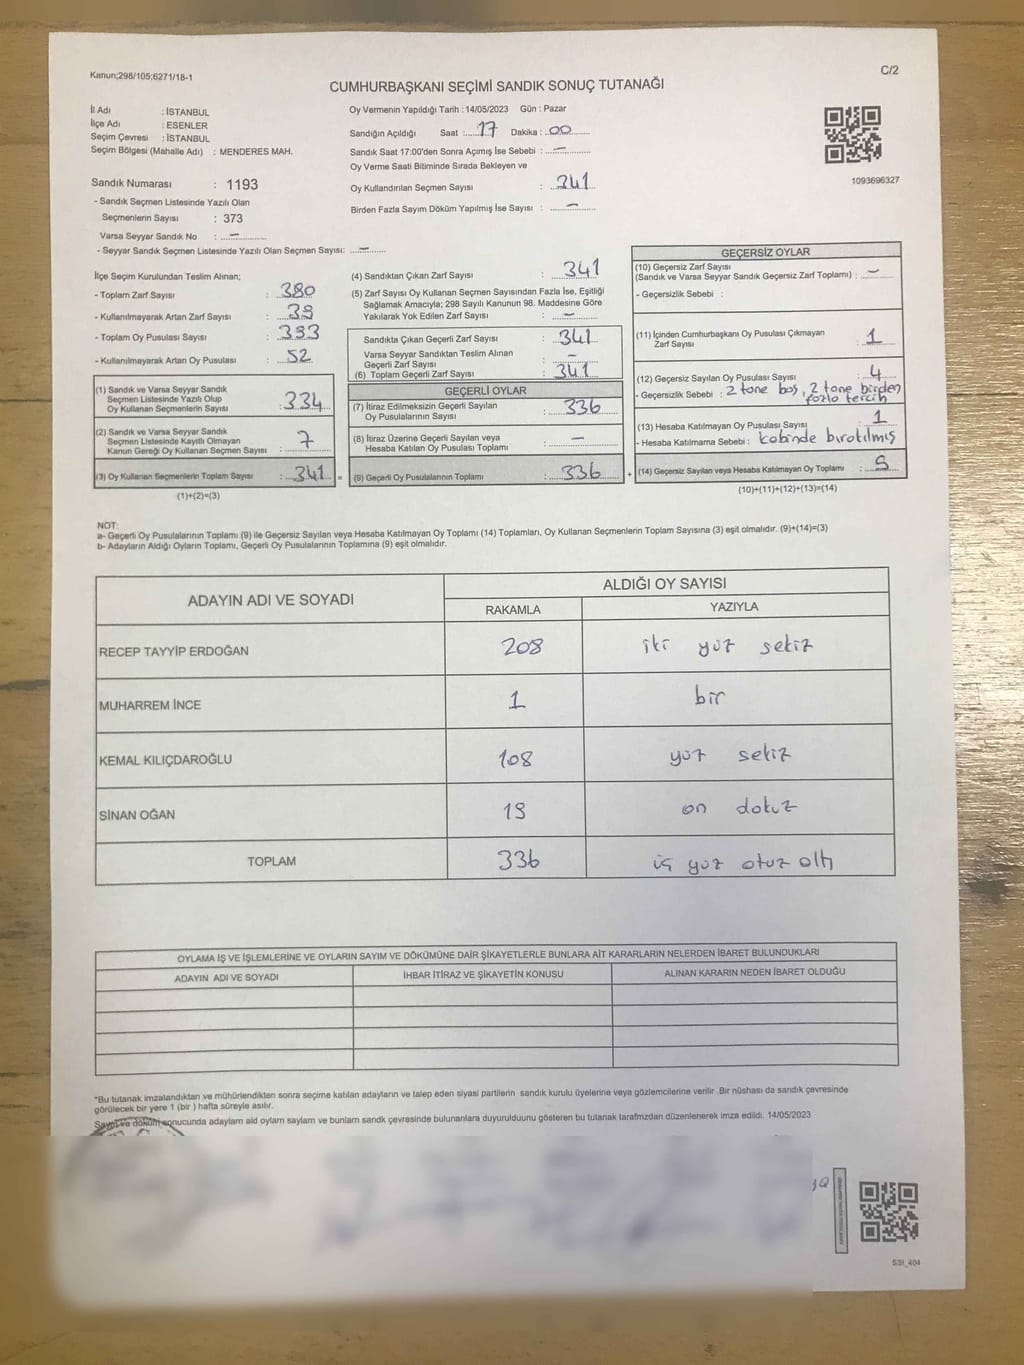 Kanun;298/105;6271/18-1
C/2
CUMHURBAŞKANI SEÇİMİ SANDIK SONUÇ TUTANAĞI
İl Adı : İSTANBUL
İlçe Adı : ESENLER
Seçim Çevresi : İSTANBUL
Seçim Bölgesi (Mahalle Adı) : MENDERES MAH.
Sandık Numarası : 1193
- Sandık Seçmen Listesinde Yazılı Olan
Seçmenlerin Sayısı : 373
Varsa Seyyar Sandık No : –
- Seyyar Sandık Seçmen Listesinde Yazılı Olan Seçmen Sayısı: –
Oy Vermenin Yapıldığı Tarih : 14/05/2023 Gün : Pazar
Sandığın Açıldığı Saat : 17 Dakika : 00
Sandık Saat 17:00'den Sonra Açımış İse Sebebi : –
Oy Verme Saati Bitiminde Sırada Bekleyen ve
Oy Kullandırılan Seçmen Sayısı : 341
Birden Fazla Sayım Döküm Yapılmış İse Sayısı : –
1093696327
İlçe Seçim Kurulundan Teslim Alınan;
- Toplam Zarf Sayısı : 380
- Kullanılmayarak Artan Zarf Sayısı : 39
- Toplam Oy Pusulası Sayısı : 393
- Kullanılmayarak Artan Oy Pusulası : 52
(1) Sandık ve Varsa Seyyar Sandık
Seçmen Listesinde Yazılı Olup
Oy Kullanan Seçmenlerin Sayısı : 334
(2) Sandık ve Varsa Seyyar Sandık
Seçmen Listesinde Kayıtlı Olmayan
Kanun Gereği Oy Kullanan Seçmen Sayısı : 7
(3) Oy Kullanan Seçmenlerin Toplam Sayısı : 341 =
(1)+(2)=(3)
(4) Sandıktan Çıkan Zarf Sayısı : 341
(5) Zarf Sayısı Oy Kullanan Seçmen Sayısından Fazla İse, Eşitliği
Sağlamak Amacıyla; 298 Sayılı Kanunun 98. Maddesine Göre
Yakılarak Yok Edilen Zarf Sayısı : –
Sandıkta Çıkan Geçerli Zarf Sayısı : 341
Varsa Seyyar Sandıktan Teslim Alınan
Geçerli Zarf Sayısı : –
(6) Toplam Geçerli Zarf Sayısı : 341
GEÇERLİ OYLAR
(7) İtiraz Edilmeksizin Geçerli Sayılan
Oy Pusulalarının Sayısı : 336
(8) İtiraz Üzerine Geçerli Sayılan veya
Hesaba Katılan Oy Pusulası Toplamı : –
(9) Geçerli Oy Pusulalarının Toplamı : 336 +
GEÇERSİZ OYLAR
(10) Geçersiz Zarf Sayısı
(Sandık ve Varsa Seyyar Sandık Geçersiz Zarf Toplamı) : –
- Geçersizlik Sebebi :
(11) İçinden Cumhurbaşkanı Oy Pusulası Çıkmayan
Zarf Sayısı : 1
(12) Geçersiz Sayılan Oy Pusulası Sayısı : 4
- Geçersizlik Sebebi : 2 tane boş, 2 tane birden
fazla tercih
(13) Hesaba Katılmayan Oy Pusulası Sayısı : 1
- Hesaba Katılmama Sebebi : kabinde bırakılmış
(14) Geçersiz Sayılan veya Hesaba Katılmayan Oy Toplamı : 5
(10)+(11)+(12)+(13)=(14)
NOT:
a- Geçerli Oy Pusulalarının Toplamı (9) ile Geçersiz Sayılan veya Hesaba Katılmayan Oy Toplamı (14) Toplamları, Oy Kullanan Seçmenlerin Toplam Sayısına (3) eşit olmalıdır. (9)+(14)=(3)
b- Adayların Aldığı Oyların Toplamı, Geçerli Oy Pusulalarının Toplamına (9) eşit olmalıdır.
ADAYIN ADI VE SOYADI
ALDIĞI OY SAYISI
RAKAMLA YAZIYLA
RECEP TAYYİP ERDOĞAN 208 iki yüz sekiz
MUHARREM İNCE 1 bir
KEMAL KILIÇDAROĞLU 108 yüz sekiz
SİNAN OĞAN 19 on dokuz
TOPLAM 336 üç yüz otuz altı
OYLAMA İŞ VE İŞLEMLERİNE VE OYLARIN SAYIM VE DÖKÜMÜNE DAİR ŞİKAYETLERLE BUNLARA AİT KARARLARIN NELERDEN İBARET BULUNDUKLARI
ADAYIN ADI VE SOYADI İHBAR İTİRAZ VE ŞİKAYETİN KONUSU ALINAN KARARIN NEDEN İBARET OLDUĞU
*Bu tutanak imzalandıktan ve mühürlendikten sonra seçime katılan adayların ve talep eden siyasi partilerin sandık kurulu üyelerine veya gözlemcilerine verilir .Bir nüshası da sandık çevresinde
görülecek bir yere 1 (bir ) hafta süreyle asılır.
Sayım ve döküm sonucunda adayların ald oyların sayların ve bunların sandk çevresinde bulunanlara duyurulduunu gösteren bu tutanak tarafmzdan düzenlenerek imza edildi. 14/05/2023
SSI_404